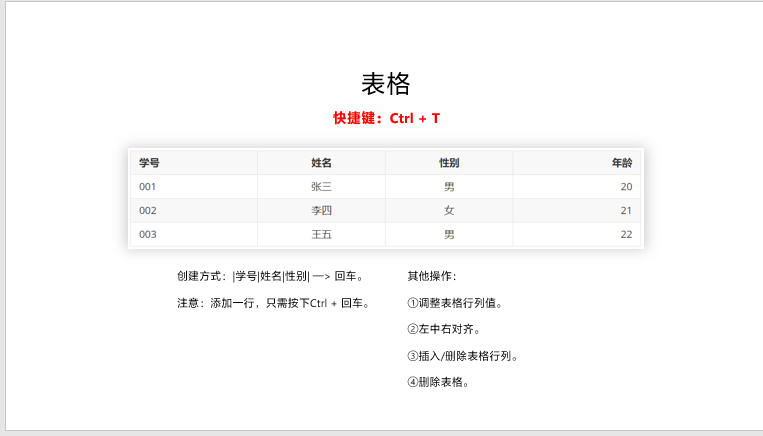 表格
快捷键：Ctrl + T
学号 姓名 性别 年龄
001 张三 男 20
002 李四 女 21
003 王五 男 22
创建方式：|学号|姓名|性别| —> 回车。
注意：添加一行，只需按下Ctrl + 回车。
其他操作：
①调整表格行列值。
②左中右对齐。
③插入/删除表格行列。
④删除表格。